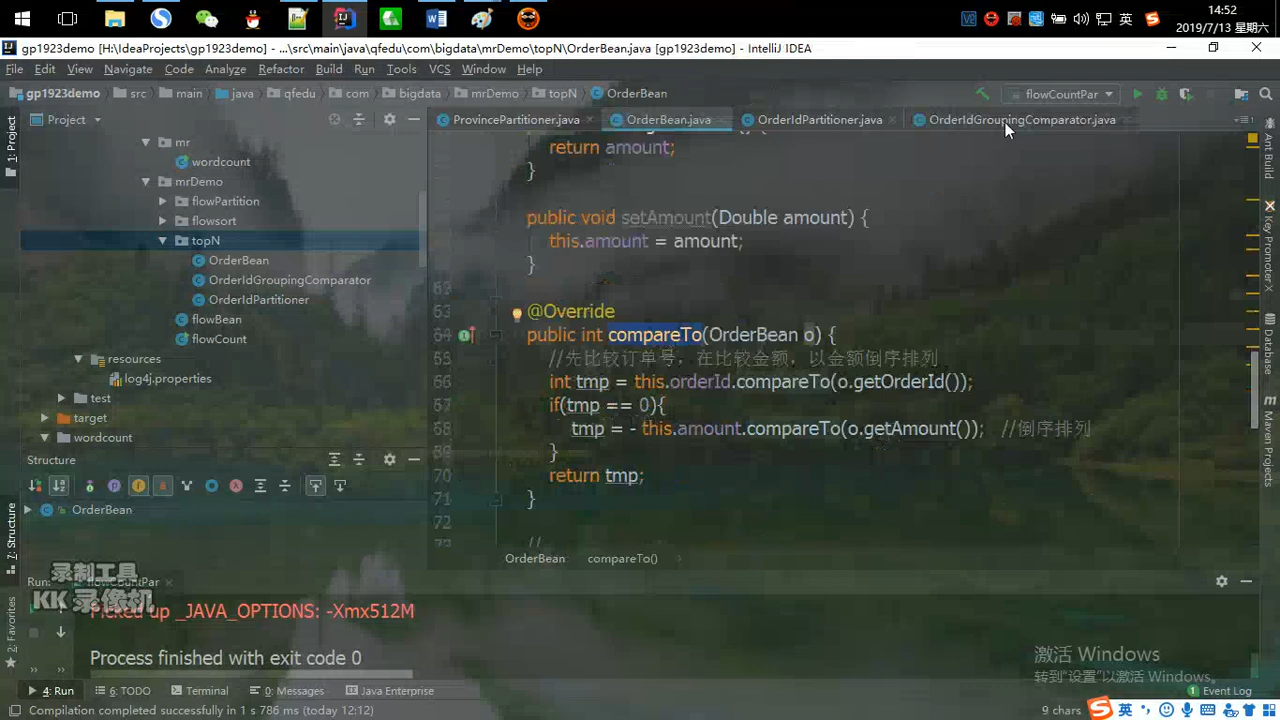 14:52
英
2019/7/13 星期六
gp1923demo [H:\IdeaProjects\gp1923demo] - ...\src\main\java\qfedu\com\bigdata\mrDemo\topN\OrderBean.java [gp1923demo] - IntelliJ IDEA
File Edit View Navigate Code Analyze Refactor Build Run Tools VCS Window Help
gp1923demo src main java qfedu com bigdata mrDemo topN OrderBean flowCountPar
Project ProvincePartitioner.java OrderBean.java OrderIdPartitioner.java OrderIdGroupingComparator.java
1: Project
Ant Build
Key Promoter X
Database
Maven Projects
mr
wordcount
mrDemo
flowPartition
flowsort
topN
OrderBean
OrderIdGroupingComparator
OrderIdPartitioner
flowBean
flowCount
resources
log4j.properties
test
target
wordcount
return amount;
}
public void setAmount(Double amount) {
this.amount = amount;
}
62
63 @Override
64 public int compareTo(OrderBean o) {
65 //先比较订单号，在比较金额，以金额倒序排列
66 int tmp = this.orderId.compareTo(o.getOrderId());
67 if(tmp == 0){
68 tmp = - this.amount.compareTo(o.getAmount()); //倒序排列
69 }
70 return tmp;
71 }
72
73 //
OrderBean compareTo()
Structure
OrderBean
7: Structure
2: Favorites
Run: flowCountPar
录制工具
KK 录像机
Picked up _JAVA_OPTIONS: -Xmx512M
Process finished with exit code 0
激活 Windows
转到"设置"以激活 Windows。
4: Run 6: TODO Terminal 0: Messages Java Enterprise Event Log
Compilation completed successfully in 1 s 786 ms (today 12:12) 9 chars 英